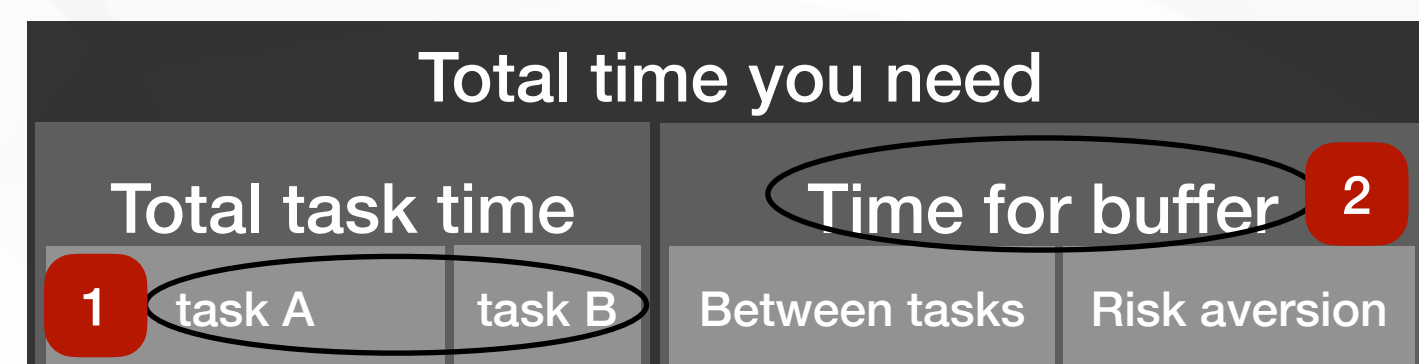 Total time you need
Total task time
Time for buffer
2
1
task A
task B
Between tasks
Risk aversion